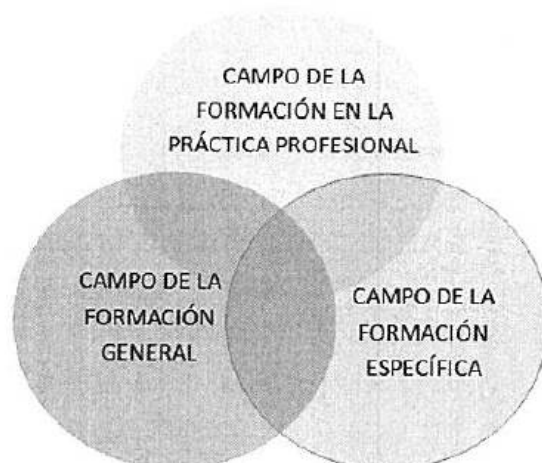 CAMPO DE LA
FORMACIÓN EN LA
PRÁCTICA PROFESIONAL
CAMPO DE LA
FORMACIÓN
GENERAL
CAMPO DE LA
FORMACIÓN
ESPECÍFICA